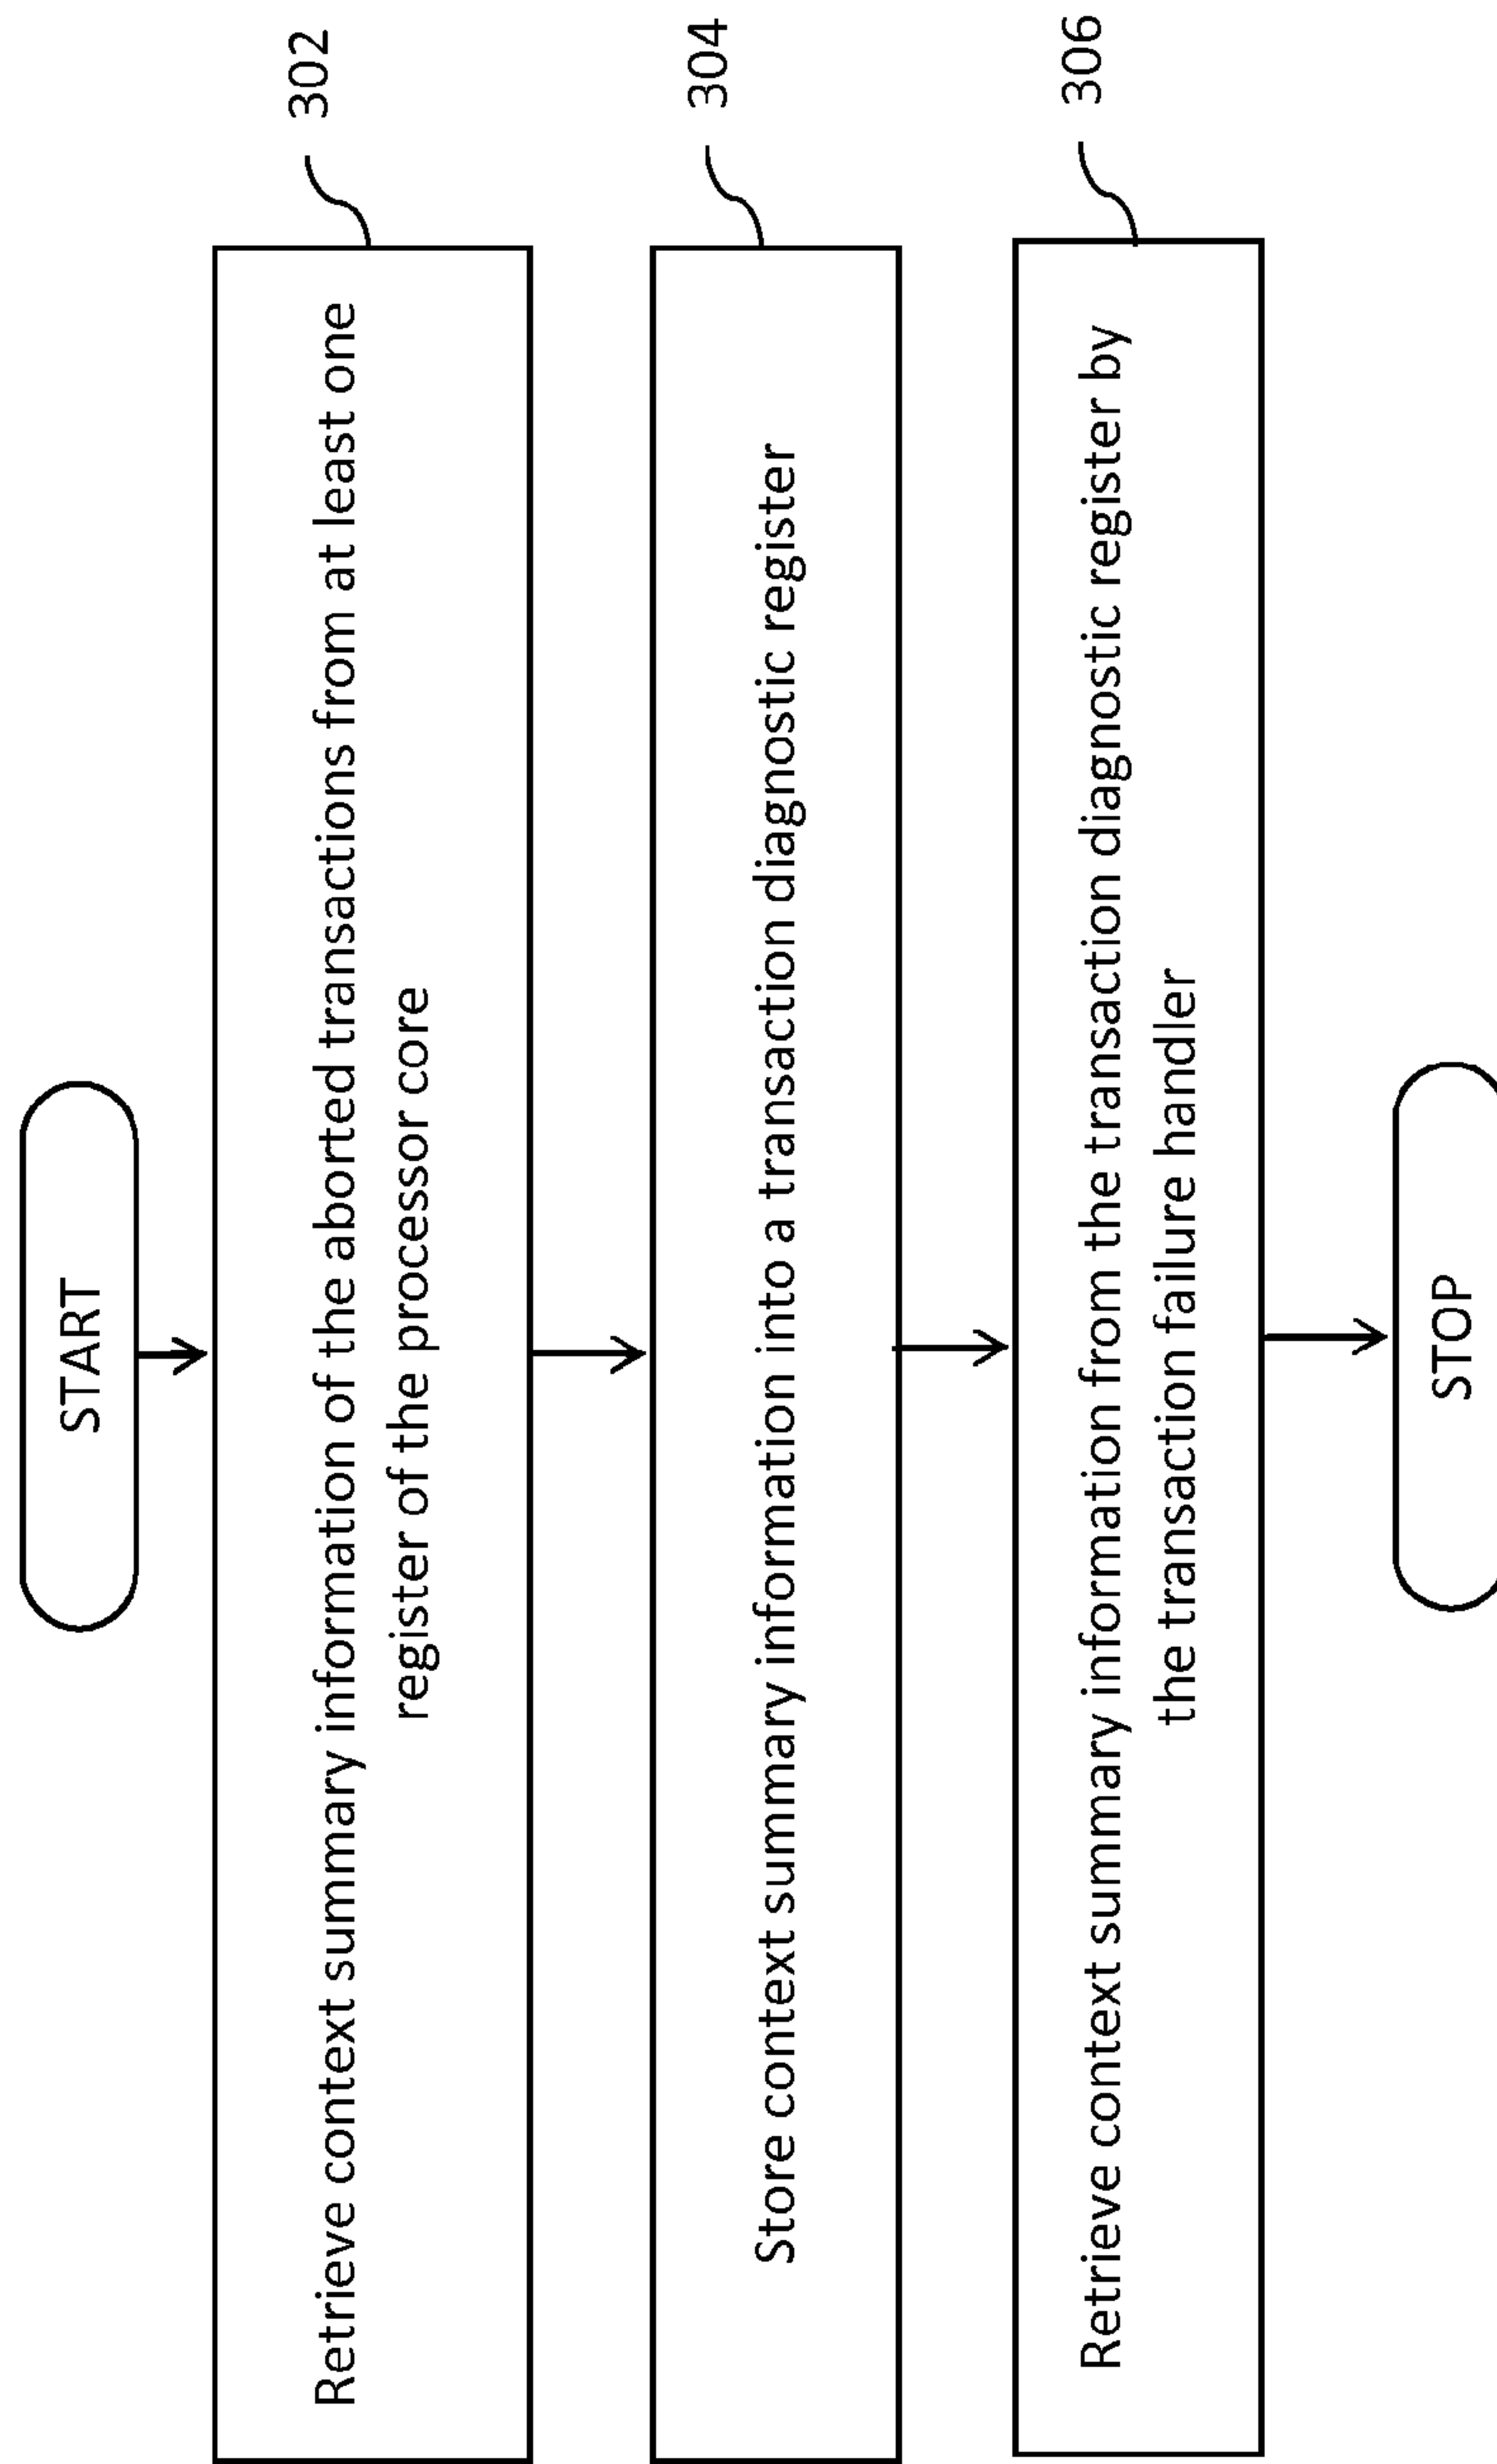 START
302
Retrieve context summary information of the aborted transactions from at least one
register of the processor core
304
Store context summary information into a transaction diagnostic register
306
Retrieve context summary information from the transaction diagnostic register by
the transaction failure handler
STOP